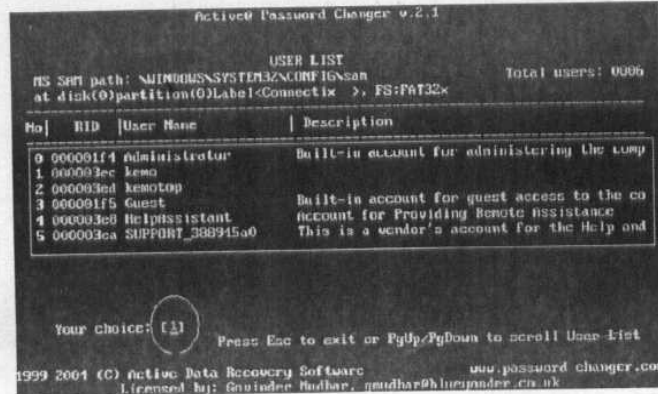 Active@ Password Changer v.2.1
USER LIST
MS SAM path: \WINDOWS\SYSTEM32\CONFIG\sam
Total users: 0006
at disk(0)partition(0)Label<Connectix >, FS:FAT32x
No| RID |User Name | Description
0 000001f4 Administrator Built-in account for administering the comp
1 000003ec kemo
2 000003ed kemotop
3 000001f5 Guest Built-in account for guest access to the co
4 000003e8 HelpAssistant Account for Providing Remote Assistance
5 000003ea SUPPORT_388945a0 This is a vendor's account for the Help and
Your choice: [1]
Press Esc to exit or PgUp/PgDown to scroll User List
1999 2004 (C) Active Data Recovery Software www.password changer.com
Licensed by: Govinder Mudhar, gmudhar@blueyonder.co.uk